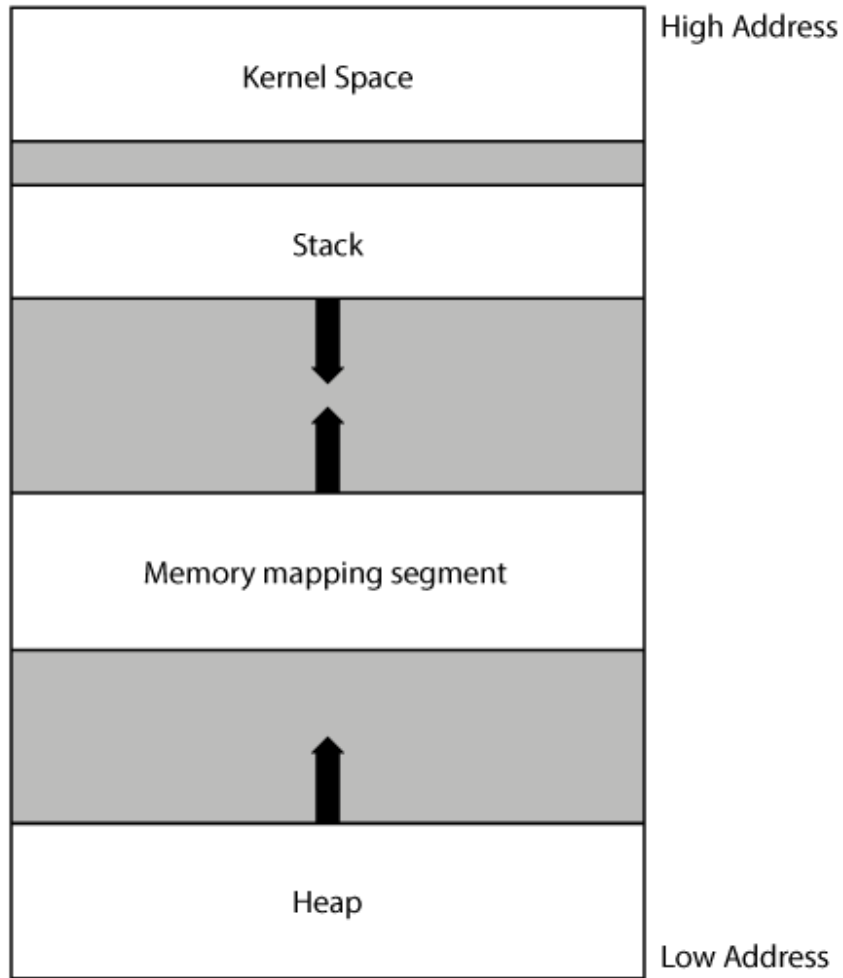 High Address
Kernel Space
Stack
Memory mapping segment
Heap
Low Address